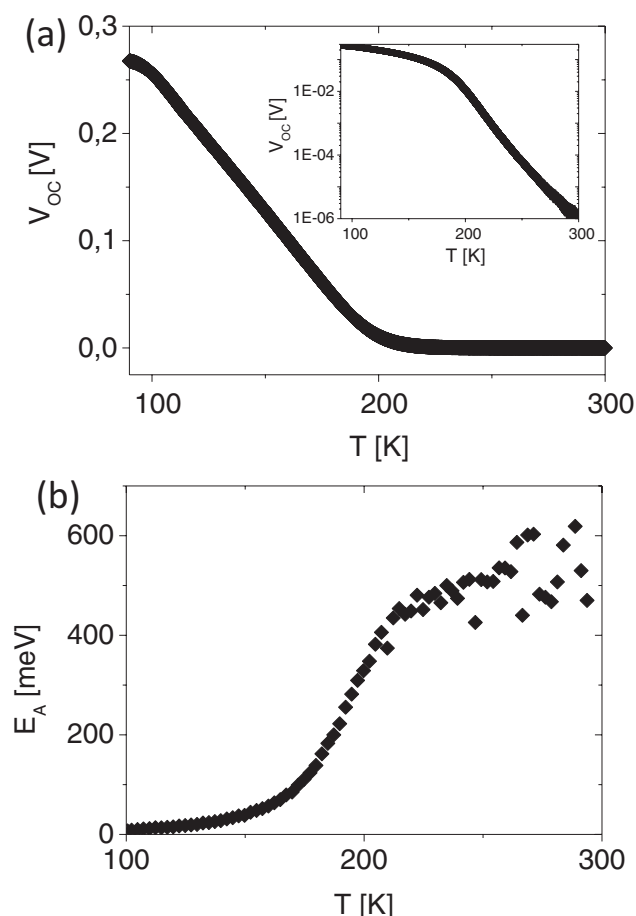 (a)
0,3
0,2
0,1
0,0
V_OC [V]
1E-02
1E-04
1E-06
V_OC [V]
100 200 300
T [K]
100 200 300
T [K]
(b)
600
400
200
0
E_A [meV]
100 200 300
T [K]